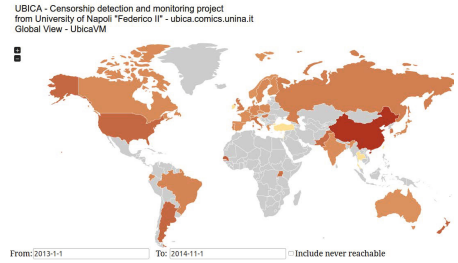 UBICA - Censorship detection and monitoring project
from University of Napoli "Federico II" - ubica.comics.unina.it
Global View - UbicaVM
+
-
From: 2013-1-1 To: 2014-11-1 Include never reachable